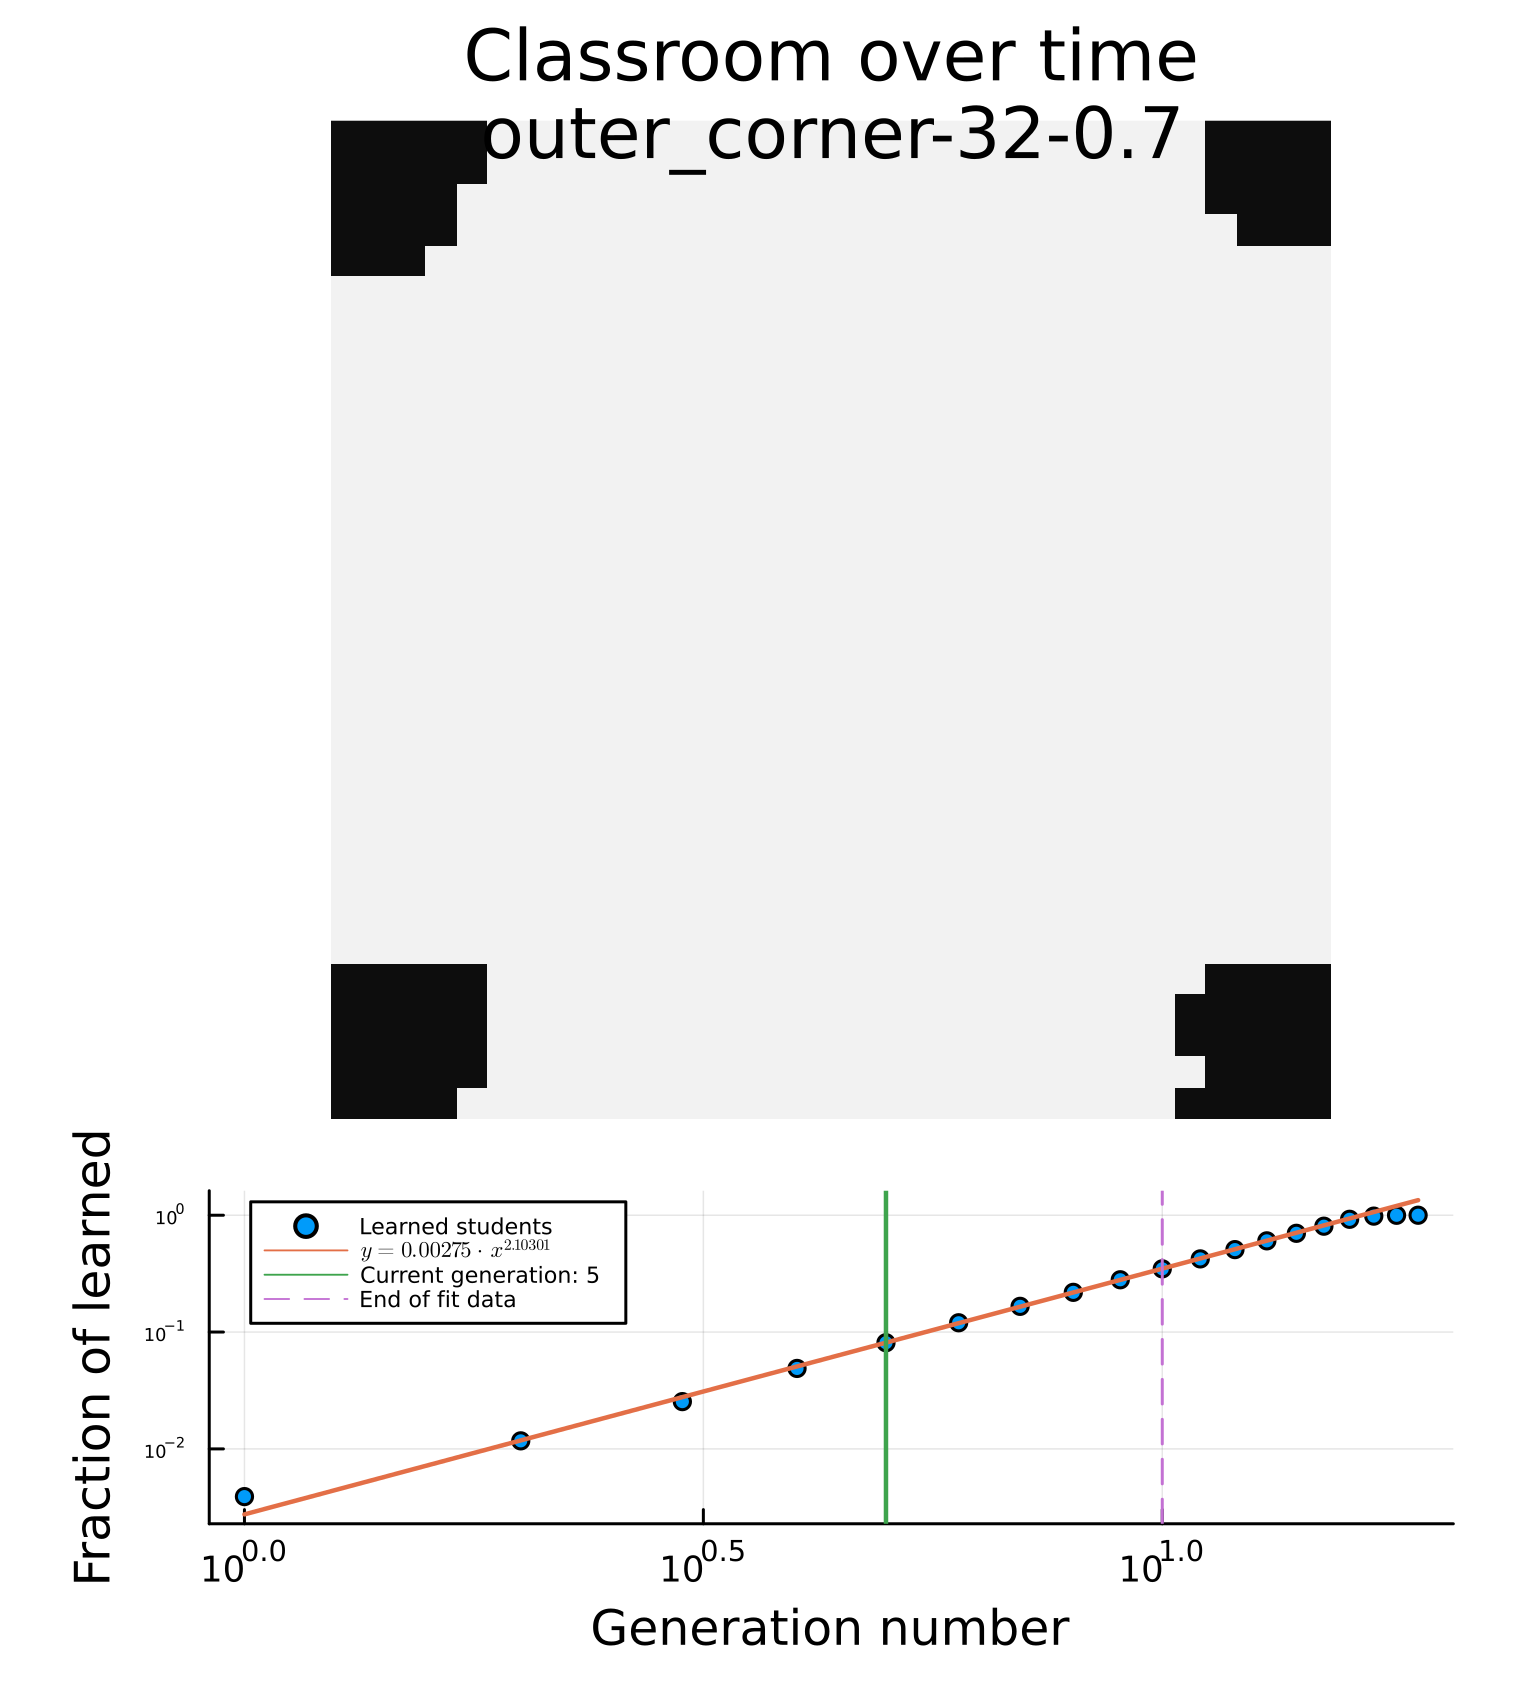 Classroom over time
outer_corner-32-0.7
Fraction of learned
10⁰
10⁻¹
10⁻²
Learned students
y = 0.00275 · x^2.10301
Current generation: 5
End of fit data
10^0.0
10^0.5
10^1.0
Generation number